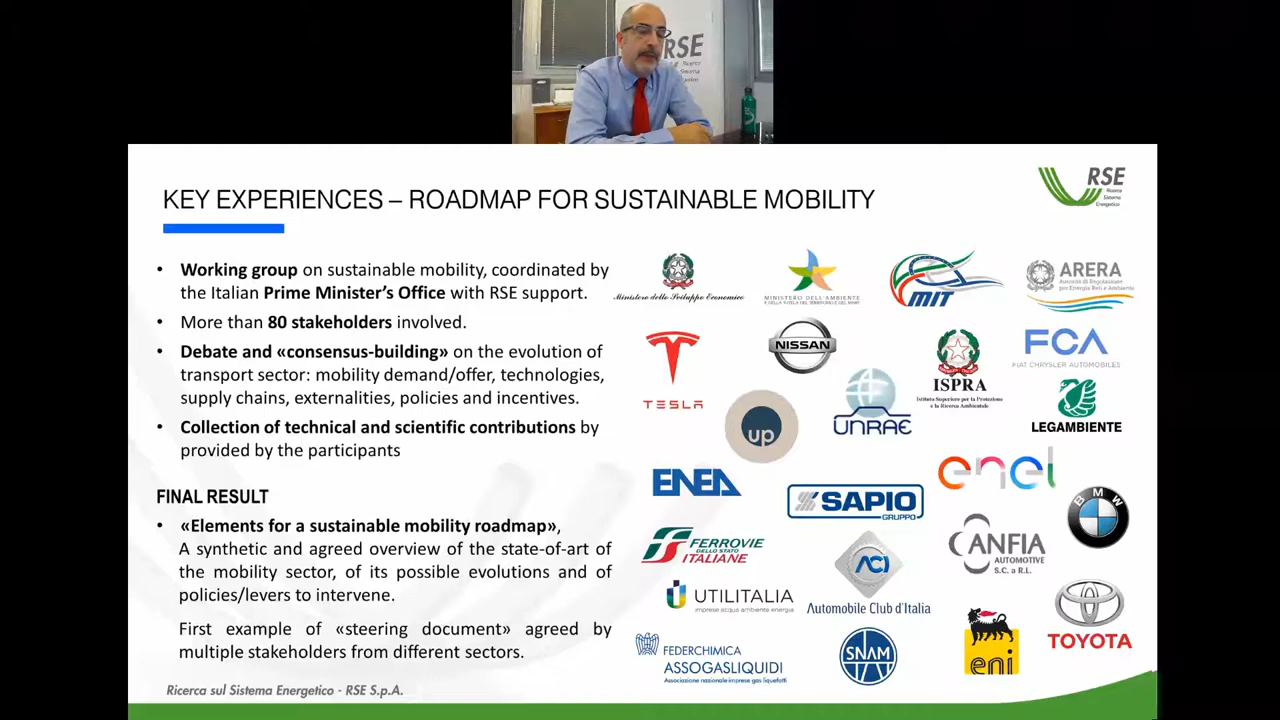 RSE
Ricerca
Sistema
Energetico
KEY EXPERIENCES – ROADMAP FOR SUSTAINABLE MOBILITY
RSE
Ricerca
Sistema
Energetico
• Working group on sustainable mobility, coordinated by
the Italian Prime Minister's Office with RSE support.
• More than 80 stakeholders involved.
• Debate and «consensus-building» on the evolution of
transport sector: mobility demand/offer, technologies,
supply chains, externalities, policies and incentives.
• Collection of technical and scientific contributions by
provided by the participants
FINAL RESULT
• «Elements for a sustainable mobility roadmap»,
A synthetic and agreed overview of the state-of-art of
the mobility sector, of its possible evolutions and of
policies/levers to intervene.
First example of «steering document» agreed by
multiple stakeholders from different sectors.
Ricerca sul Sistema Energetico - RSE S.p.A.
Ministero dello Sviluppo Economico
MINISTERO DELL'AMBIENTE
E DELLA TUTELA DEL TERRITORIO E DEL MARE
MIT
ARERA
Autorità di Regolazione
per Energia Reti e Ambiente
TESLA
NISSAN
ISPRA
Istituto Superiore per la Protezione
e la Ricerca Ambientale
FCA
FIAT CHRYSLER AUTOMOBILES
up
UNRAE
LEGAMBIENTE
ENEA
SAPIO
GRUPPO
enel
BMW
FERROVIE
DELLO STATO
ITALIANE
ACI
Automobile Club d'Italia
ANFIA
AUTOMOTIVE
S.C. a R.L.
UTILITALIA
imprese acqua ambiente energia
TOYOTA
FEDERCHIMICA
ASSOGASLIQUIDI
Associazione nazionale imprese gas liquefatti
SNAM
eni